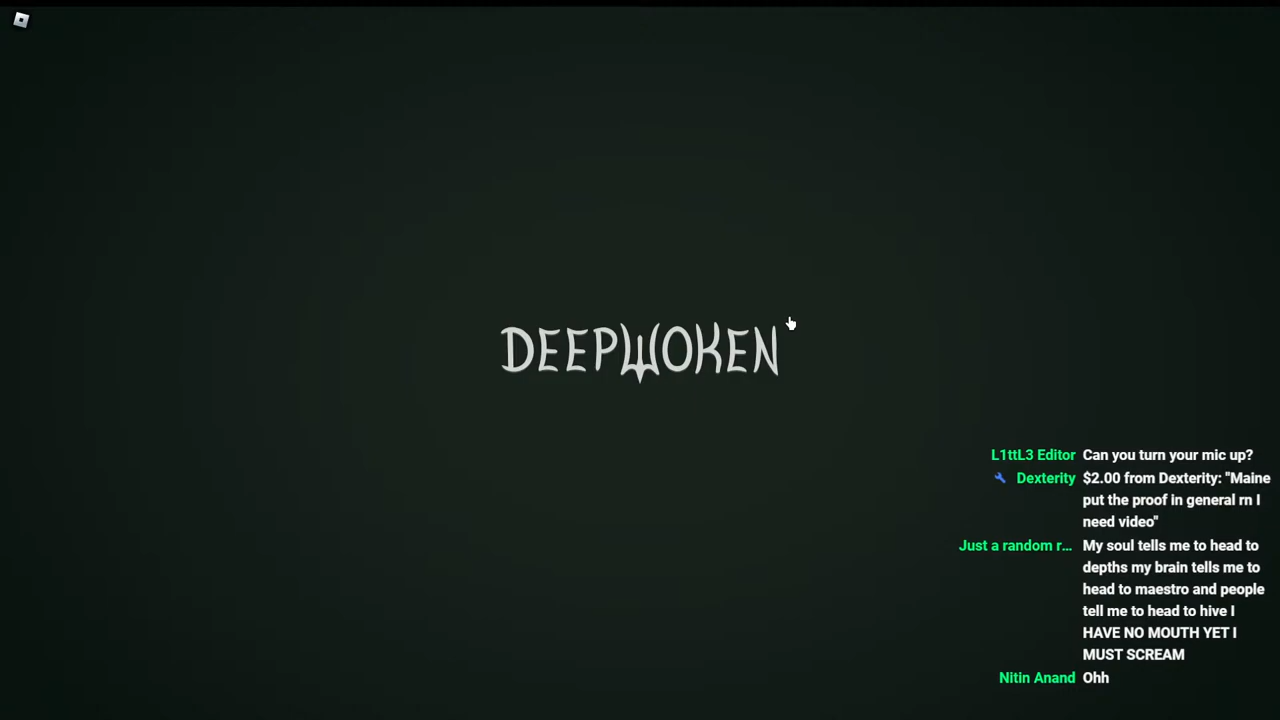 DEEPWOKEN
L1ttL3 Editor Can you turn your mic up?
Dexterity $2.00 from Dexterity: "Maine
put the proof in general rn I
need video"
Just a random r... My soul tells me to head to
depths my brain tells me to
head to maestro and people
tell me to head to hive I
HAVE NO MOUTH YET I
MUST SCREAM
Nitin Anand Ohh